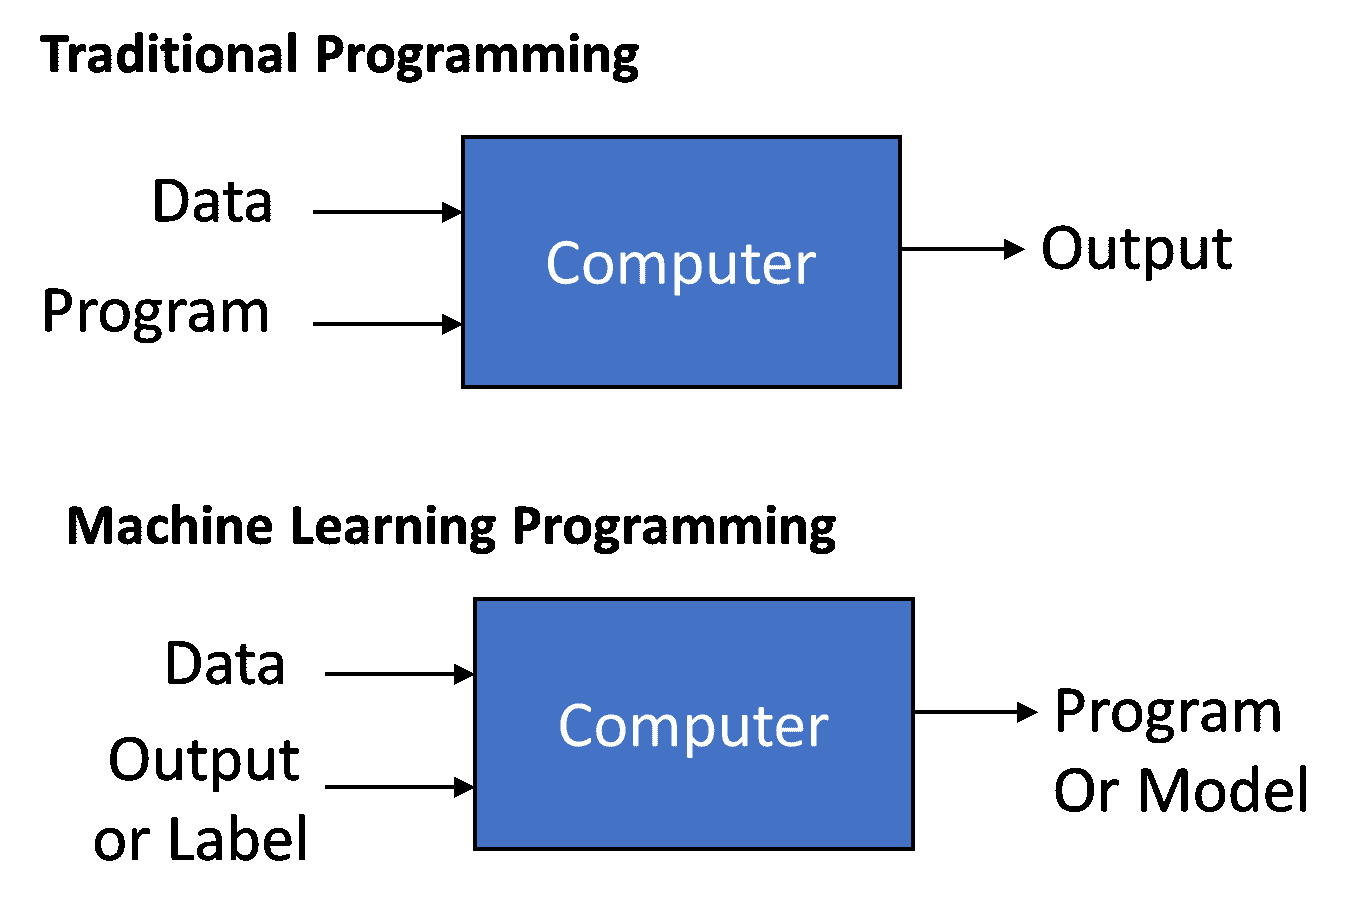 Traditional Programming
Data
Program
Computer
Output
Machine Learning Programming
Data
Output
or Label
Computer
Program
Or Model